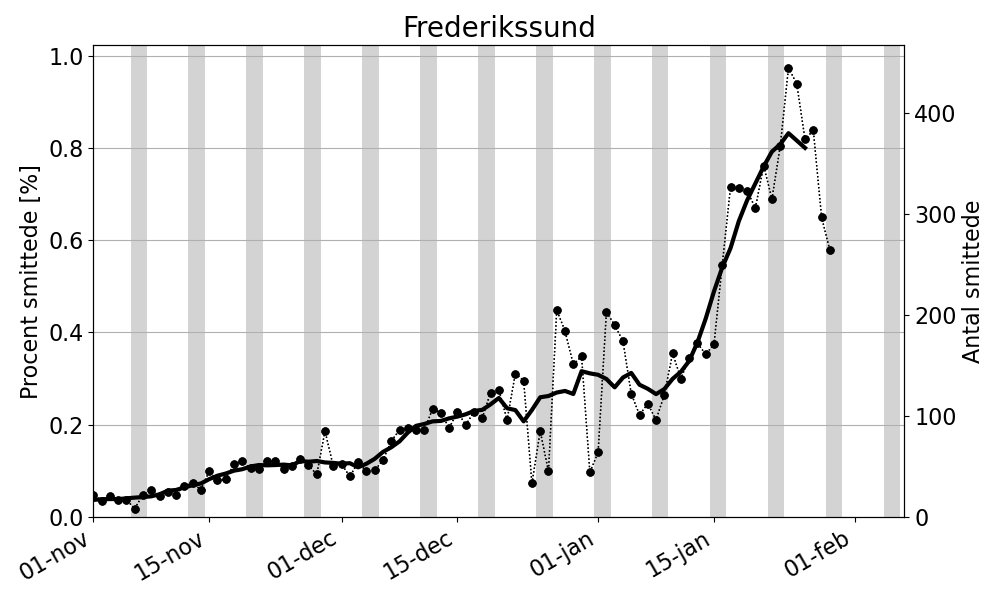 Frederikssund
1.0
0.8
0.6
0.4
0.2
0.0
Procent smittede [%]
400
300
200
100
0
Antal smittede
01-nov
15-nov
01-dec
15-dec
01-jan
15-jan
01-feb